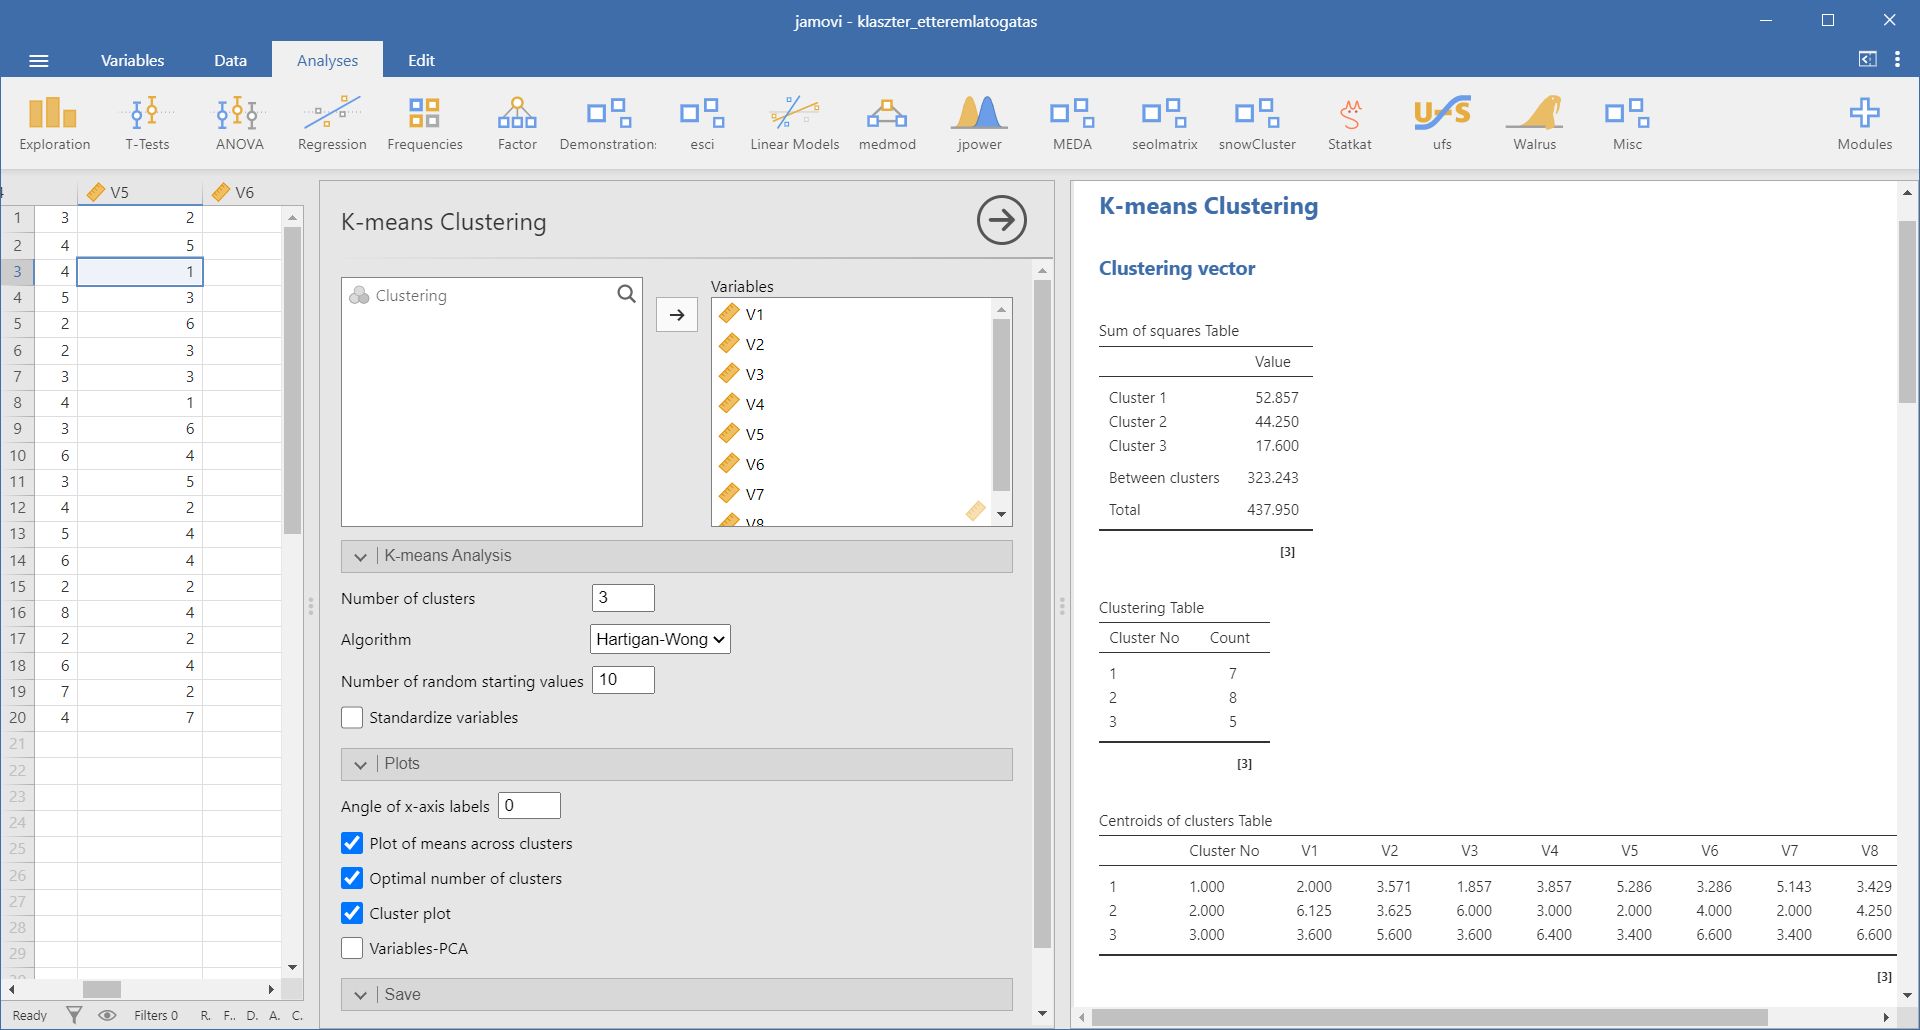 jamovi - klaszter_etteremlatogatas
Variables Data Analyses Edit
Exploration T-Tests ANOVA Regression Frequencies Factor Demonstrations esci Linear Models medmod jpower MEDA seolmatrix snowCluster Statkat ufs Walrus Misc Modules
V5 V6
1 3 2
2 4 5
3 4 1
4 5 3
5 2 6
6 2 3
7 3 3
8 4 1
9 3 6
10 6 4
11 3 5
12 4 2
13 5 4
14 6 4
15 2 2
16 8 4
17 2 2
18 6 4
19 7 2
20 4 7
21
22
23
24
25
26
27
28
29
Ready Filters 0 R. F.. D. A. C.
K-means Clustering
Clustering
Variables
V1
V2
V3
V4
V5
V6
V7
V8
K-means Analysis
Number of clusters 3
Algorithm Hartigan-Wong
Number of random starting values 10
Standardize variables
Plots
Angle of x-axis labels 0
Plot of means across clusters
Optimal number of clusters
Cluster plot
Variables-PCA
Save
K-means Clustering
Clustering vector
Sum of squares Table
Value
Cluster 1 52.857
Cluster 2 44.250
Cluster 3 17.600
Between clusters 323.243
Total 437.950
[3]
Clustering Table
Cluster No Count
1 7
2 8
3 5
[3]
Centroids of clusters Table
Cluster No V1 V2 V3 V4 V5 V6 V7 V8
1 1.000 2.000 3.571 1.857 3.857 5.286 3.286 5.143 3.429
2 2.000 6.125 3.625 6.000 3.000 2.000 4.000 2.000 4.250
3 3.000 3.600 5.600 3.600 6.400 3.400 6.600 3.400 6.600
[3]